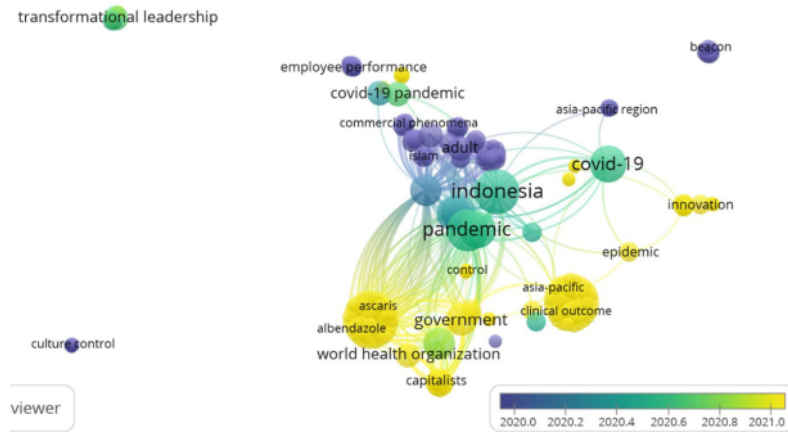 transformational leadership
beacon
employee performance
covid-19 pandemic
asia-pacific region
commercial phenomena
adult
islam
covid-19
indonesia
innovation
pandemic
epidemic
control
asia-pacific
ascaris
clinical outcome
government
albendazole
culture control
world health organization
capitalists
viewer
2020.0 2020.2 2020.4 2020.6 2020.8 2021.0